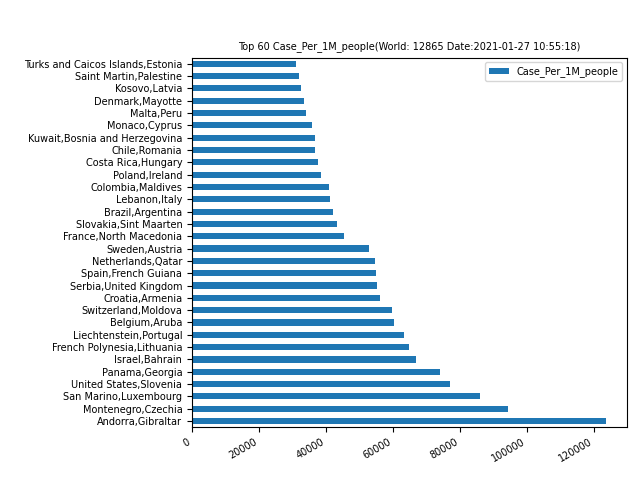 Top 60 Case_Per_1M_people(World: 12865 Date:2021-01-27 10:55:18)
Case_Per_1M_people
Turks and Caicos Islands,Estonia
Saint Martin,Palestine
Kosovo,Latvia
Denmark,Mayotte
Malta,Peru
Monaco,Cyprus
Kuwait,Bosnia and Herzegovina
Chile,Romania
Costa Rica,Hungary
Poland,Ireland
Colombia,Maldives
Lebanon,Italy
Brazil,Argentina
Slovakia,Sint Maarten
France,North Macedonia
Sweden,Austria
Netherlands,Qatar
Spain,French Guiana
Serbia,United Kingdom
Croatia,Armenia
Switzerland,Moldova
Belgium,Aruba
Liechtenstein,Portugal
French Polynesia,Lithuania
Israel,Bahrain
Panama,Georgia
United States,Slovenia
San Marino,Luxembourg
Montenegro,Czechia
Andorra,Gibraltar
0 20000 40000 60000 80000 100000 120000